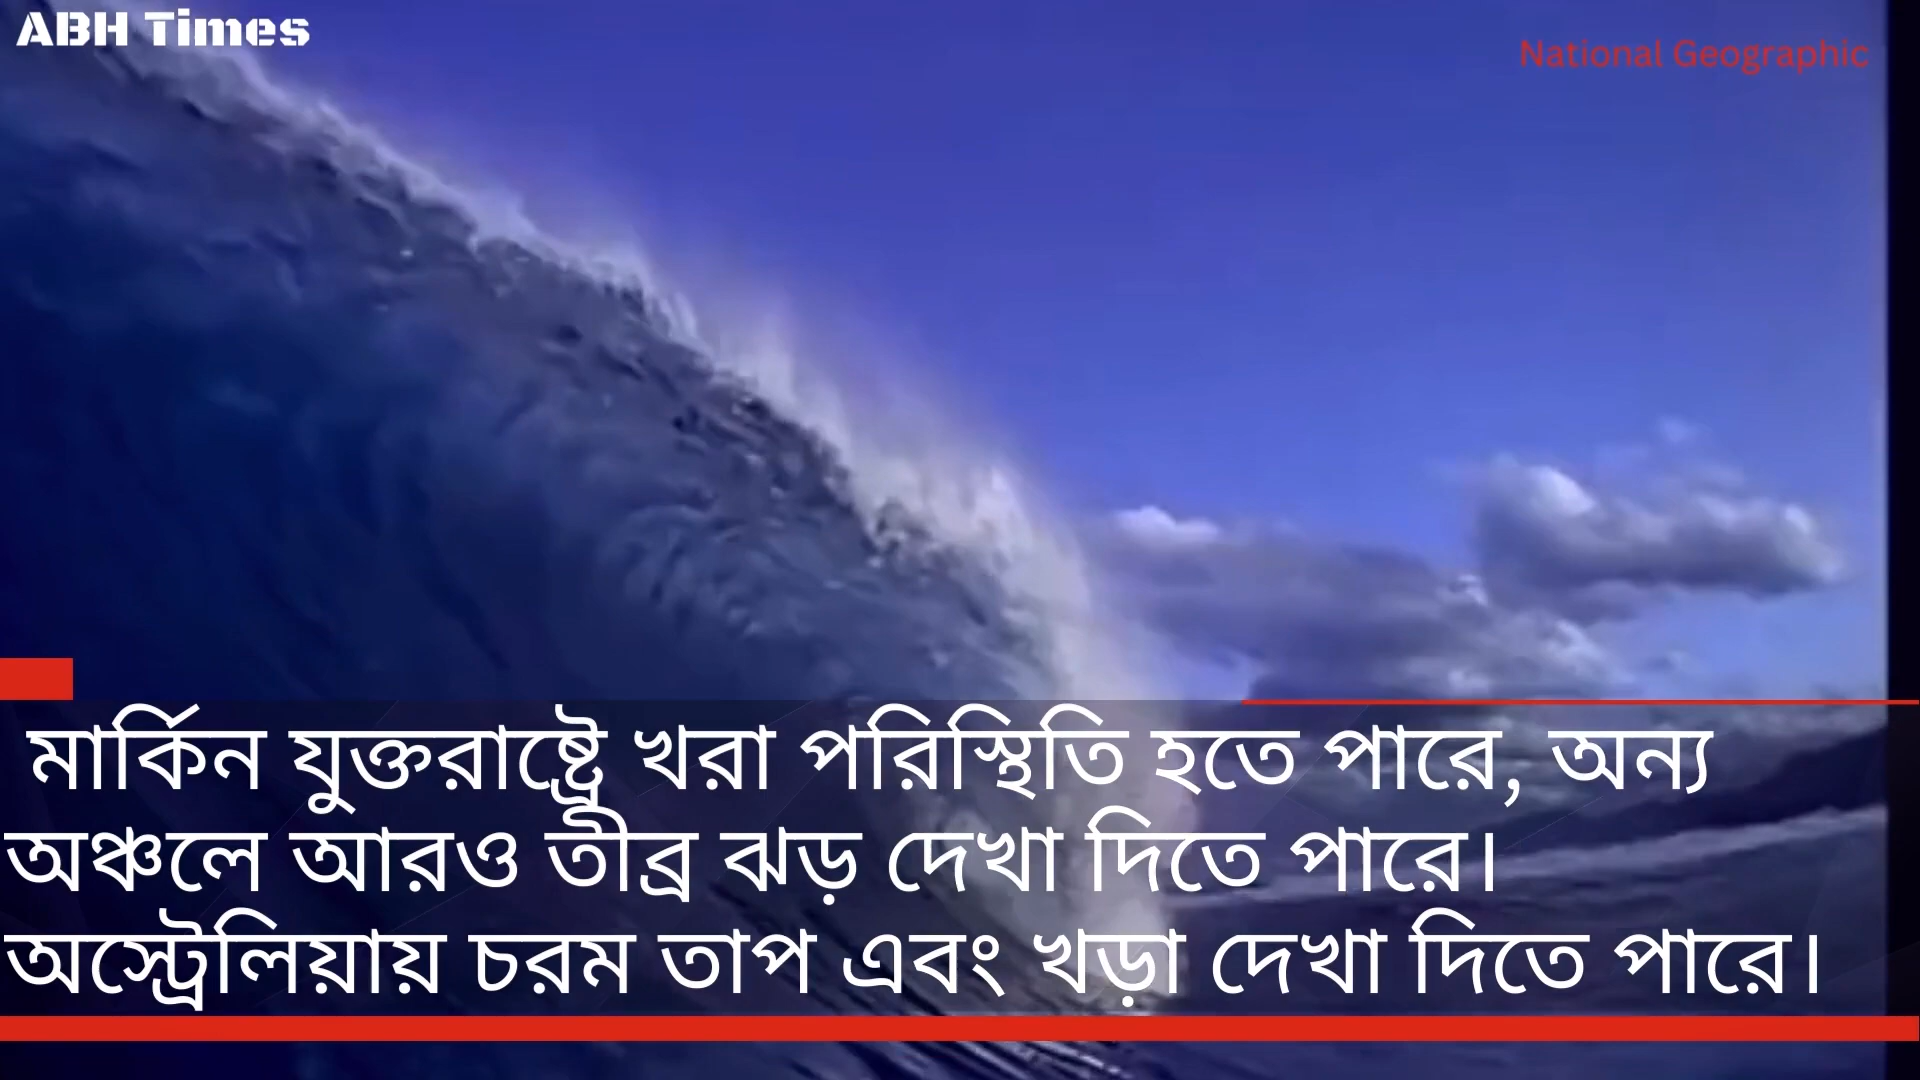 ABH Times
National Geographic
মার্কিন যুক্তরাষ্ট্রে খরা পরিস্থিতি হতে পারে, অন্য
অঞ্চলে আরও তীব্র ঝড় দেখা দিতে পারে।
অস্ট্রেলিয়ায় চরম তাপ এবং খড়া দেখা দিতে পারে।